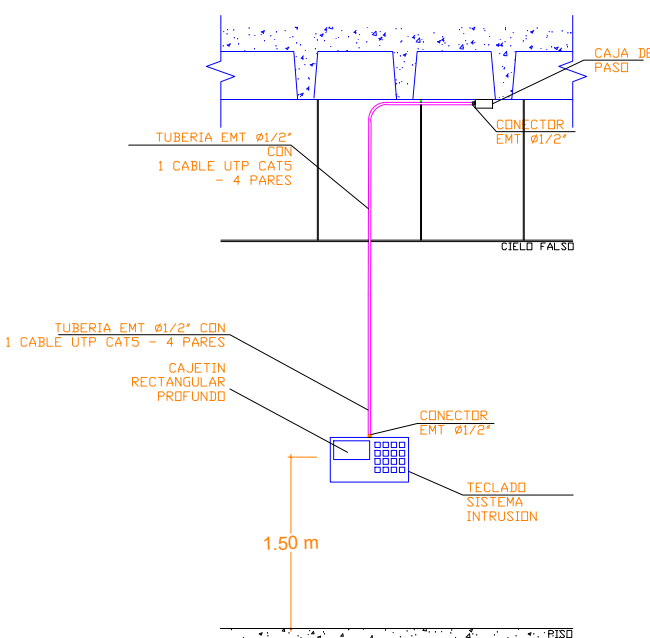 CAJA DE
PASO
CONECTOR
EMT Ø1/2"
TUBERIA EMT Ø1/2"
CON
1 CABLE UTP CAT5
- 4 PARES
CIELO FALSO
TUBERIA EMT Ø1/2" CON
1 CABLE UTP CAT5 - 4 PARES
CAJETIN
RECTANGULAR
PROFUNDO
CONECTOR
EMT Ø1/2"
TECLADO
SISTEMA
INTRUSION
1.50 m
PISO